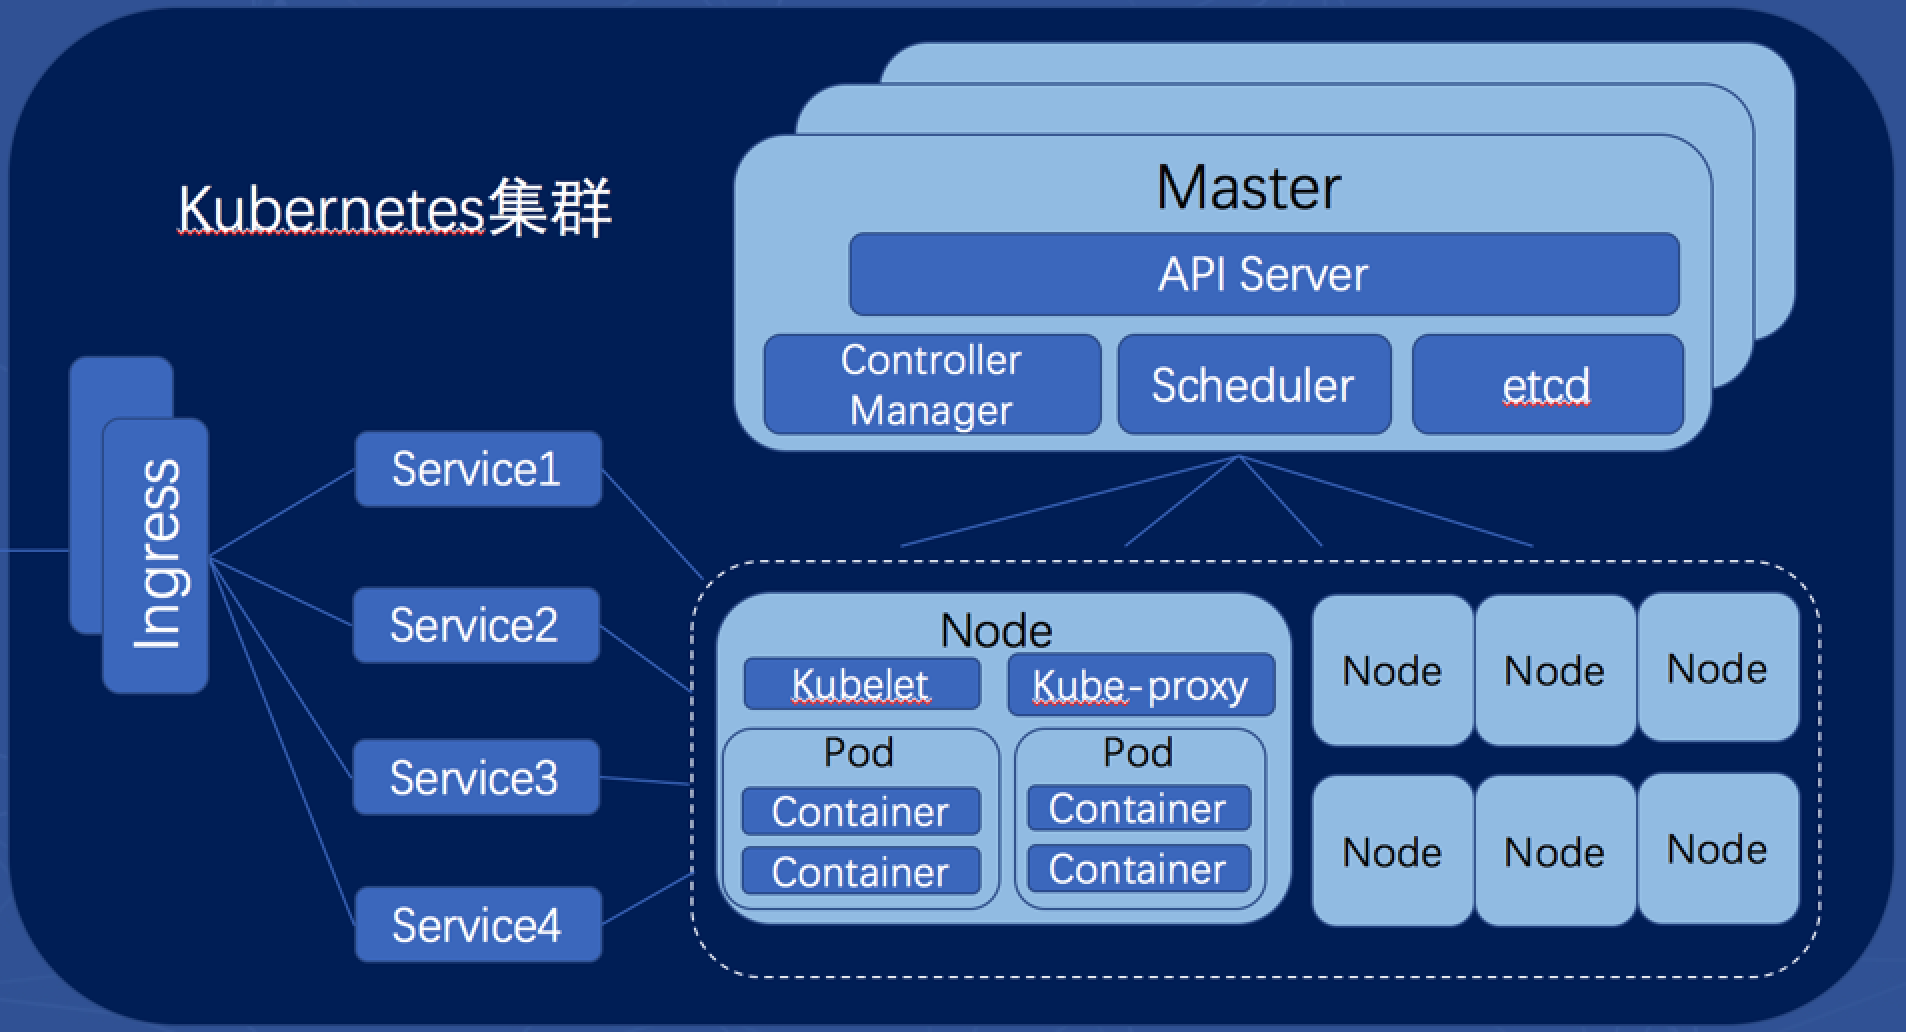 Kubernetes集群
Master
API Server
Controller
Manager
Scheduler
etcd
Ingress
Service1
Service2
Service3
Service4
Node
Kubelet
Kube-proxy
Pod
Container
Container
Pod
Container
Container
Node
Node
Node
Node
Node
Node